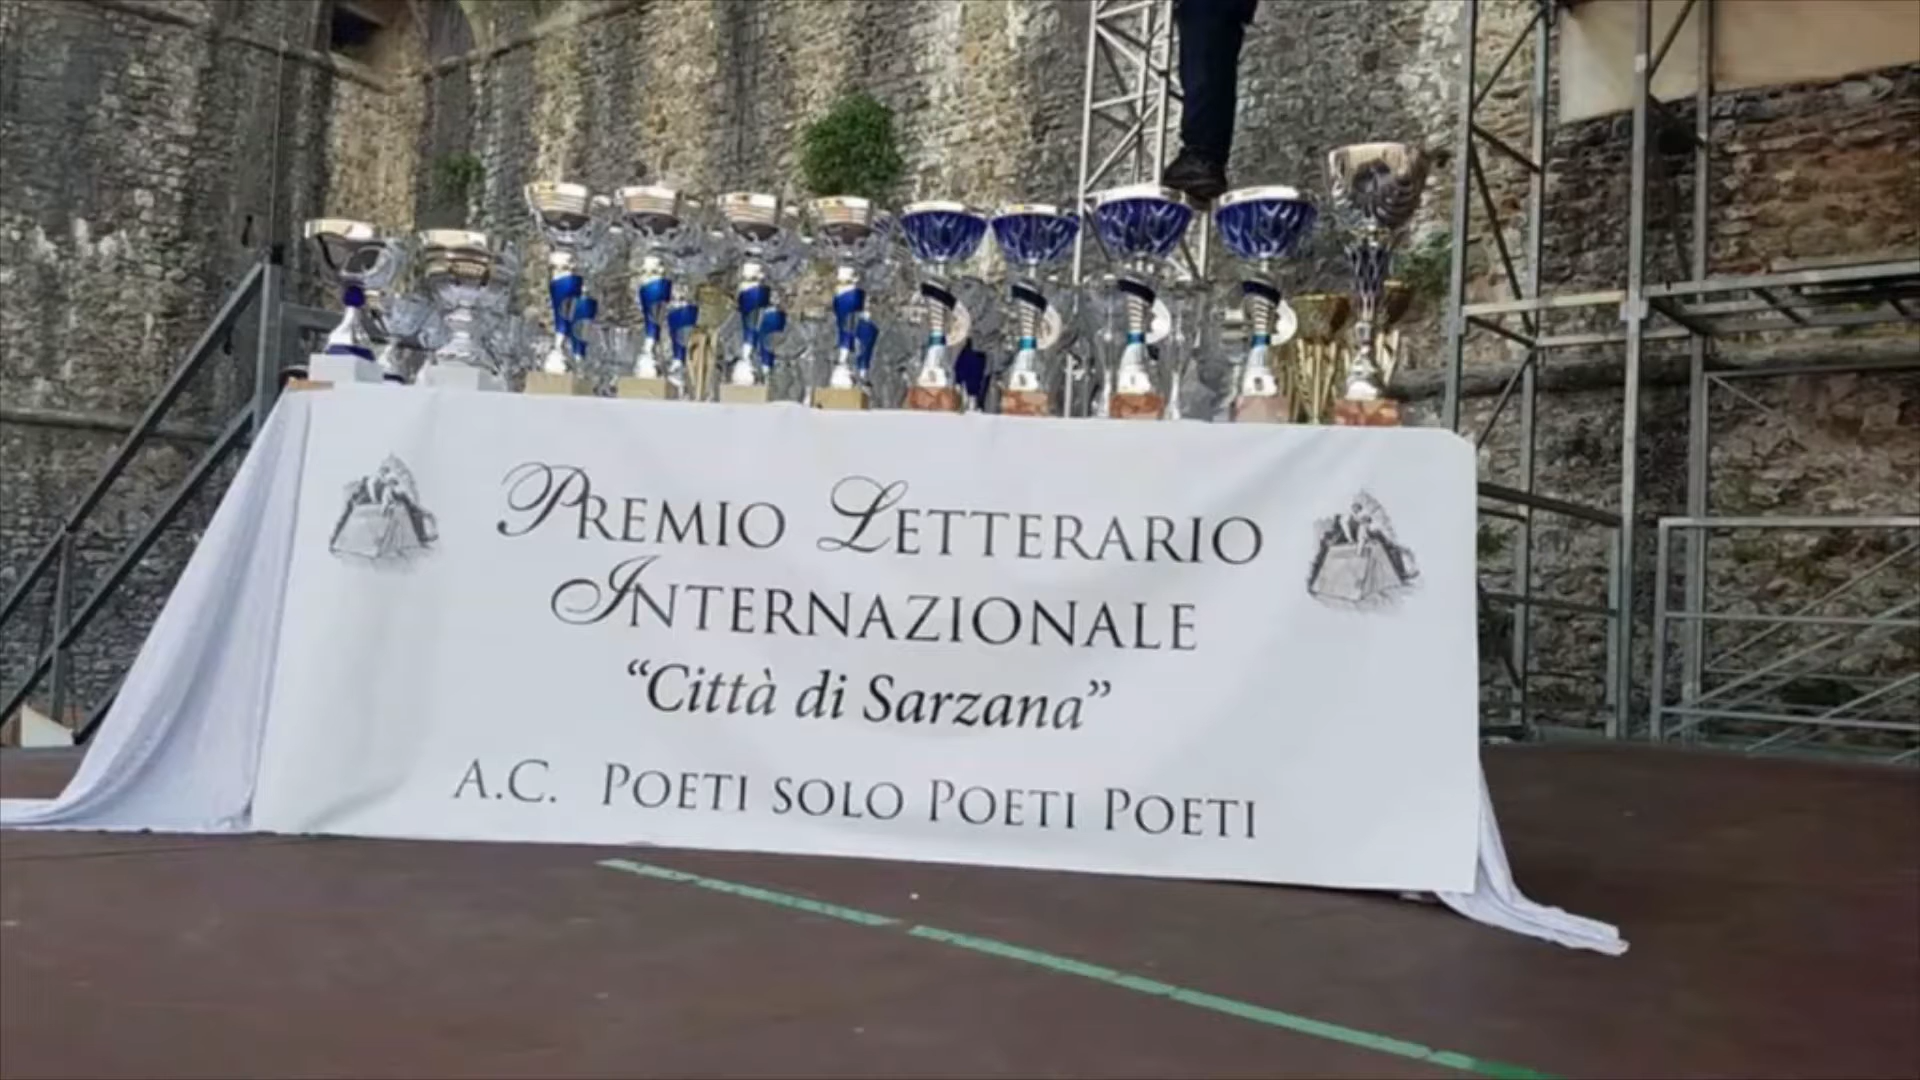 PREMIO LETTERARIO
INTERNAZIONALE
“Città di Sarzana”
A.C. POETI SOLO POETI POETI